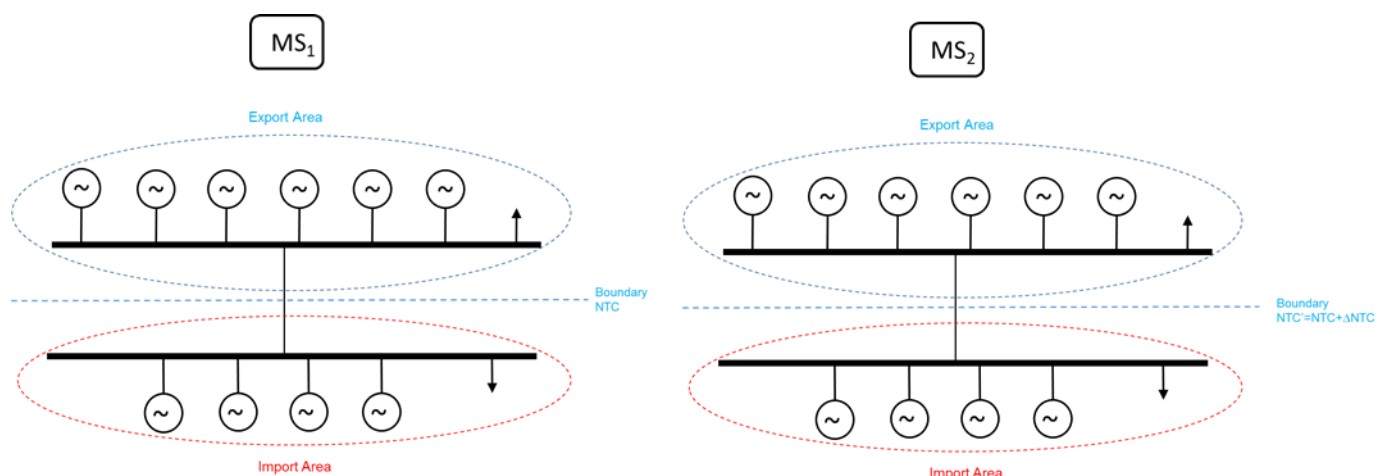 MS₁
Export Area
Boundary
NTC
Import Area
MS₂
Export Area
Boundary
NTC'=NTC+ΔNTC
Import Area